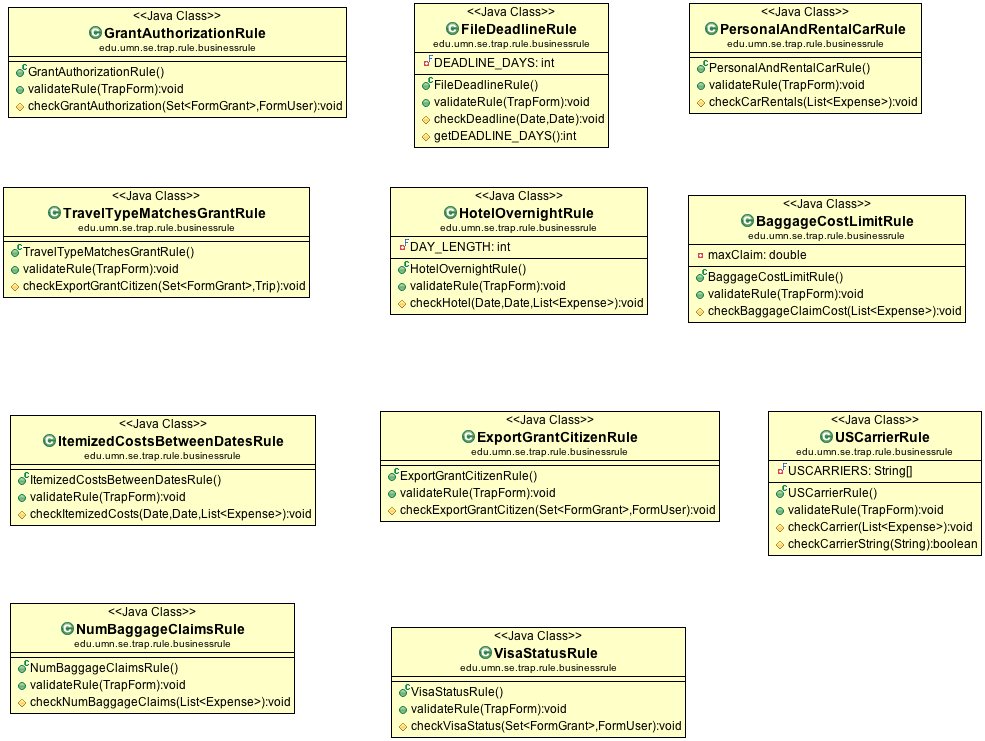 <<Java Class>>
GrantAuthorizationRule
edu.umn.se.trap.rule.businessrule
GrantAuthorizationRule()
validateRule(TrapForm):void
checkGrantAuthorization(Set<FormGrant>,FormUser):void
<<Java Class>>
FileDeadlineRule
edu.umn.se.trap.rule.businessrule
DEADLINE_DAYS: int
FileDeadlineRule()
validateRule(TrapForm):void
checkDeadline(Date,Date):void
getDEADLINE_DAYS():int
<<Java Class>>
PersonalAndRentalCarRule
edu.umn.se.trap.rule.businessrule
PersonalAndRentalCarRule()
validateRule(TrapForm):void
checkCarRentals(List<Expense>):void
<<Java Class>>
TravelTypeMatchesGrantRule
edu.umn.se.trap.rule.businessrule
TravelTypeMatchesGrantRule()
validateRule(TrapForm):void
checkExportGrantCitizen(Set<FormGrant>,Trip):void
<<Java Class>>
HotelOvernightRule
edu.umn.se.trap.rule.businessrule
DAY_LENGTH: int
HotelOvernightRule()
validateRule(TrapForm):void
checkHotel(Date,Date,List<Expense>):void
<<Java Class>>
BaggageCostLimitRule
edu.umn.se.trap.rule.businessrule
maxClaim: double
BaggageCostLimitRule()
validateRule(TrapForm):void
checkBaggageClaimCost(List<Expense>):void
<<Java Class>>
ItemizedCostsBetweenDatesRule
edu.umn.se.trap.rule.businessrule
ItemizedCostsBetweenDatesRule()
validateRule(TrapForm):void
checkItemizedCosts(Date,Date,List<Expense>):void
<<Java Class>>
ExportGrantCitizenRule
edu.umn.se.trap.rule.businessrule
ExportGrantCitizenRule()
validateRule(TrapForm):void
checkExportGrantCitizen(Set<FormGrant>,FormUser):void
<<Java Class>>
USCarrierRule
edu.umn.se.trap.rule.businessrule
USCARRIERS: String[]
USCarrierRule()
validateRule(TrapForm):void
checkCarrier(List<Expense>):void
checkCarrierString(String):boolean
<<Java Class>>
NumBaggageClaimsRule
edu.umn.se.trap.rule.businessrule
NumBaggageClaimsRule()
validateRule(TrapForm):void
checkNumBaggageClaims(List<Expense>):void
<<Java Class>>
VisaStatusRule
edu.umn.se.trap.rule.businessrule
VisaStatusRule()
validateRule(TrapForm):void
checkVisaStatus(Set<FormGrant>,FormUser):void